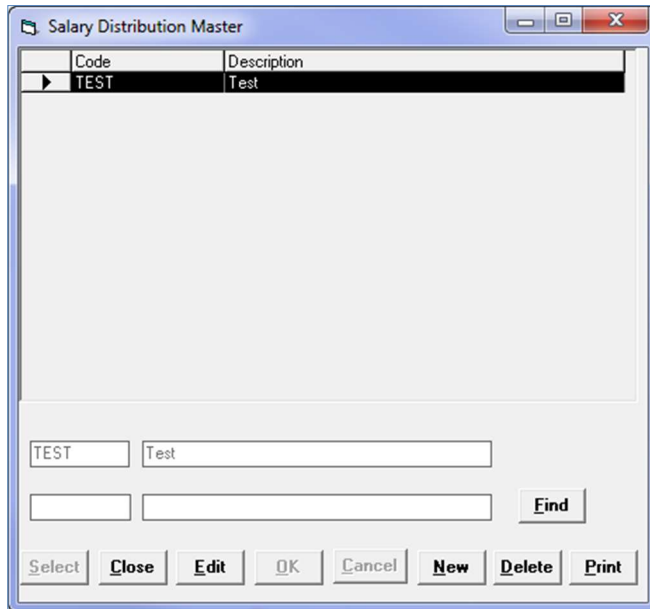 Salary Distribution Master
Code Description
TEST Test
TEST Test
Find
Select Close Edit OK Cancel New Delete Print